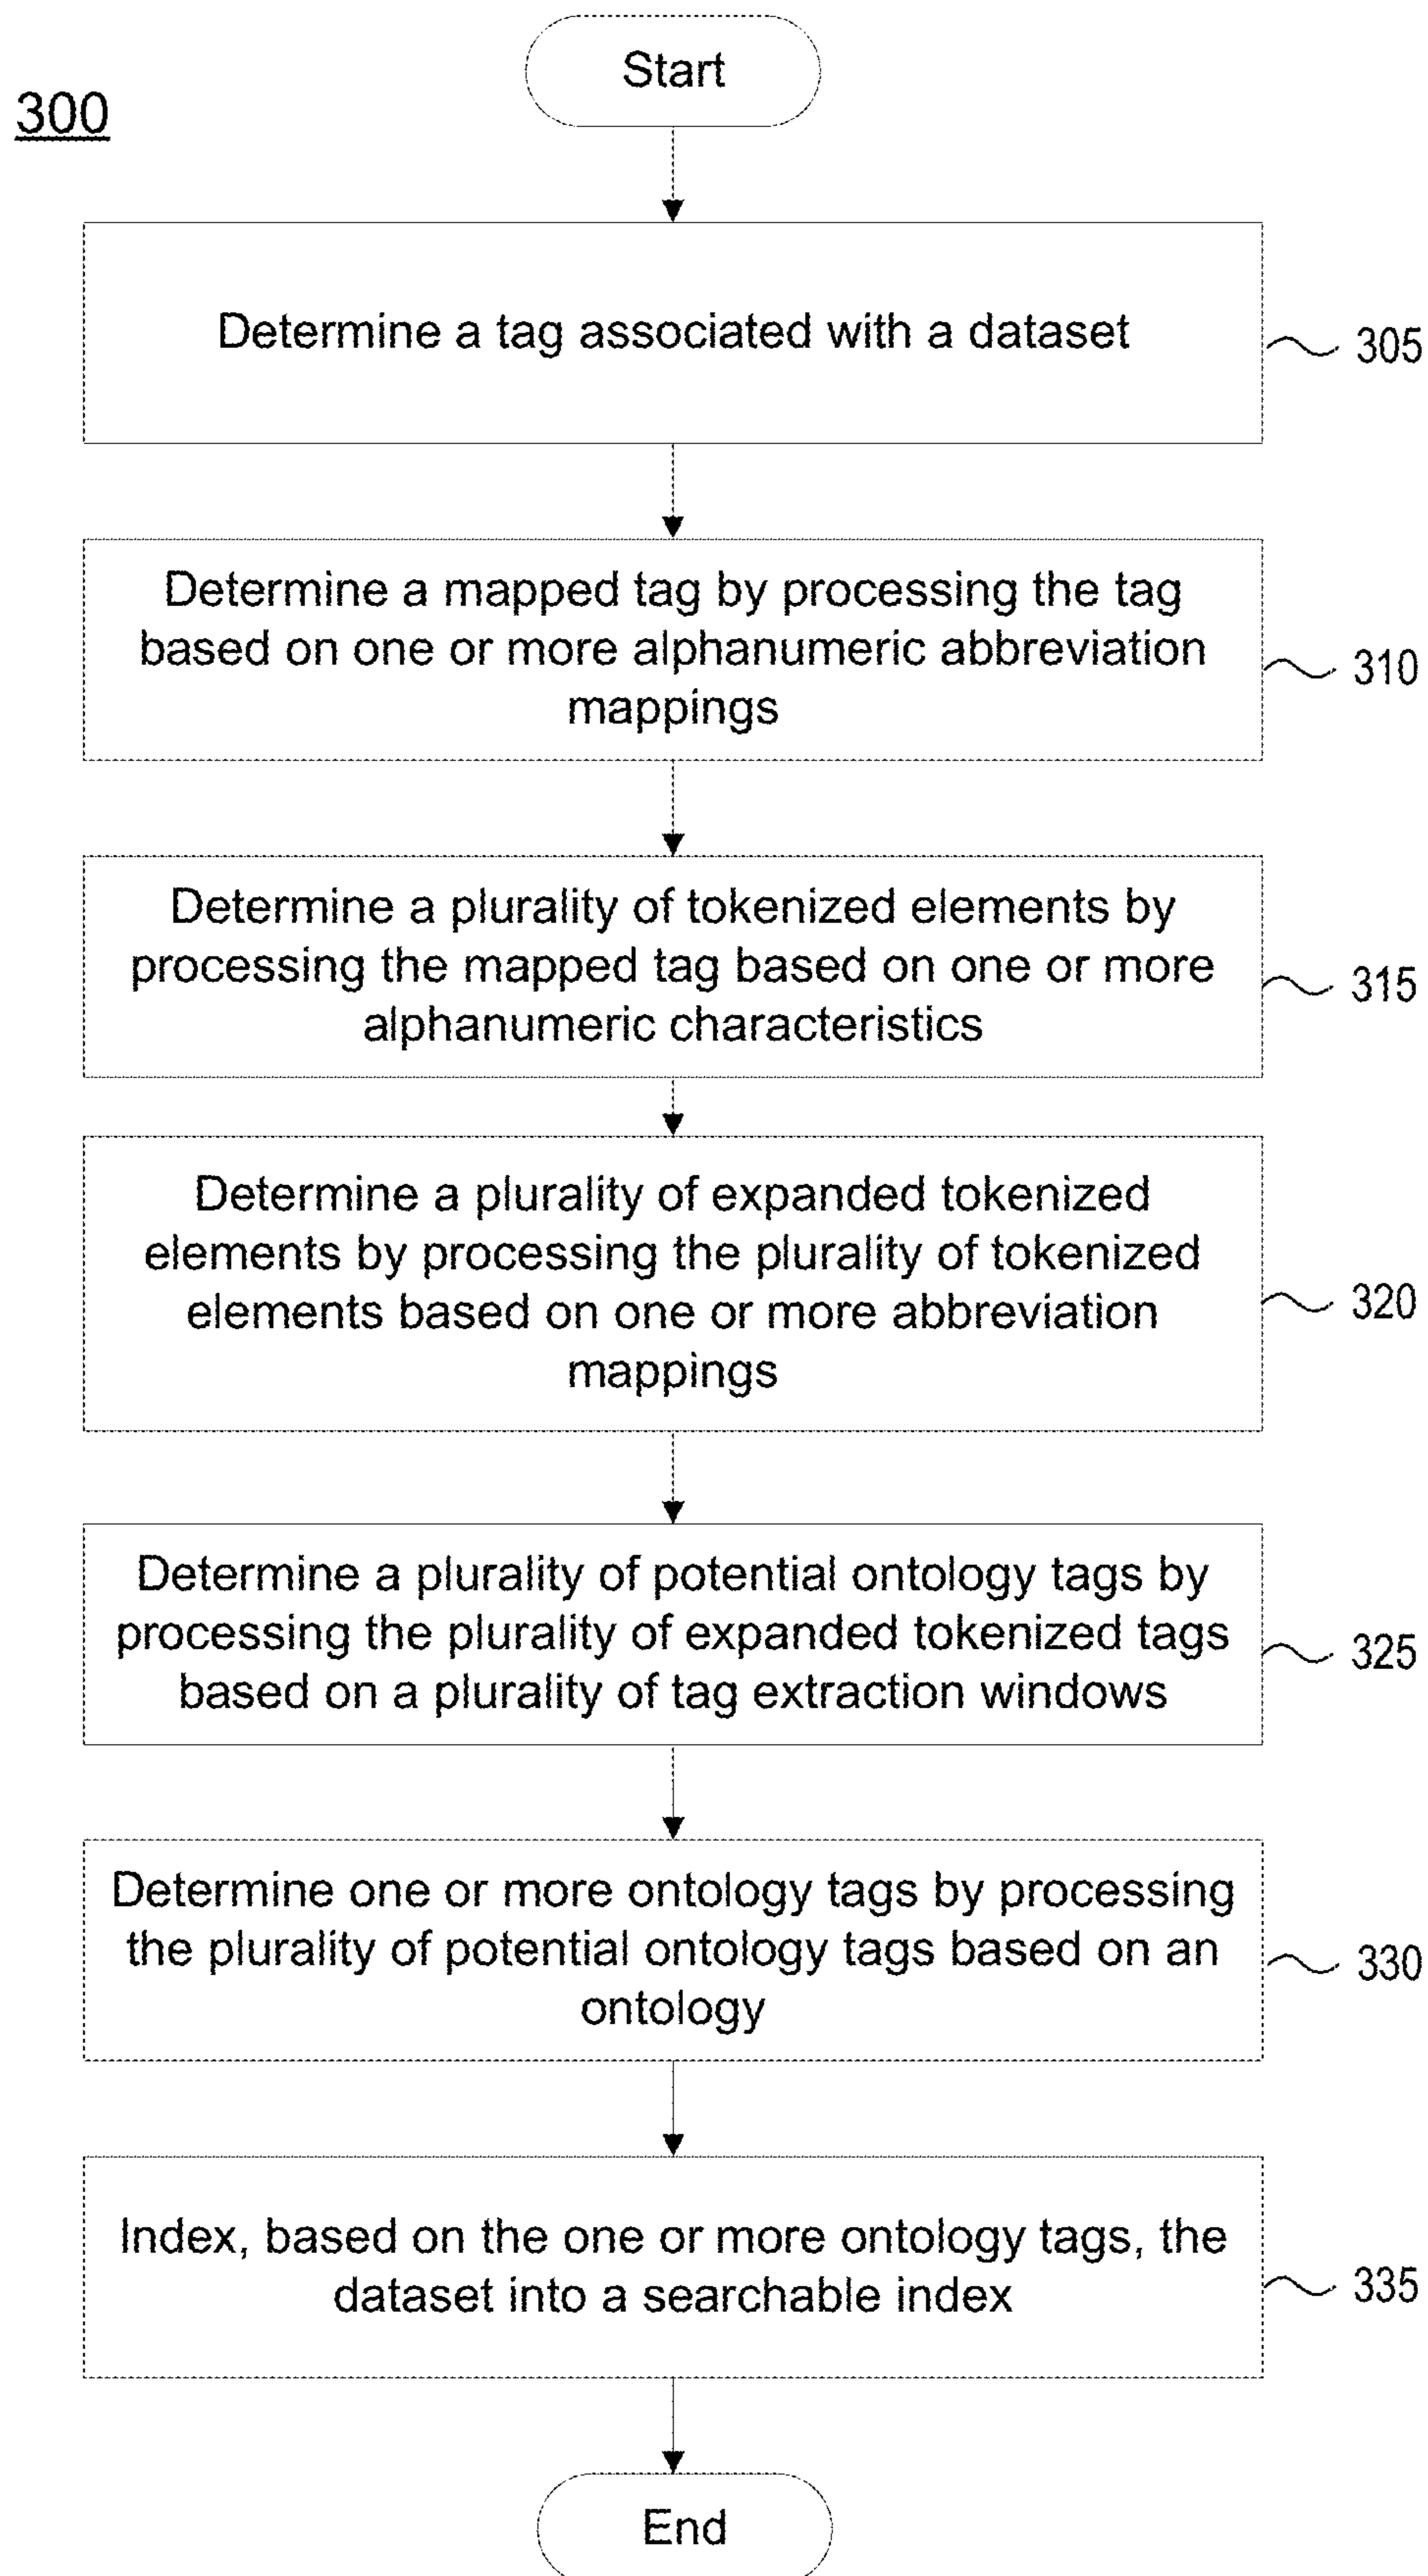 Start
300
Determine a tag associated with a dataset
305
Determine a mapped tag by processing the tag
based on one or more alphanumeric abbreviation
mappings
310
Determine a plurality of tokenized elements by
processing the mapped tag based on one or more
alphanumeric characteristics
315
Determine a plurality of expanded tokenized
elements by processing the plurality of tokenized
elements based on one or more abbreviation
mappings
320
Determine a plurality of potential ontology tags by
processing the plurality of expanded tokenized tags
based on a plurality of tag extraction windows
325
Determine one or more ontology tags by processing
the plurality of potential ontology tags based on an
ontology
330
Index, based on the one or more ontology tags, the
dataset into a searchable index
335
End